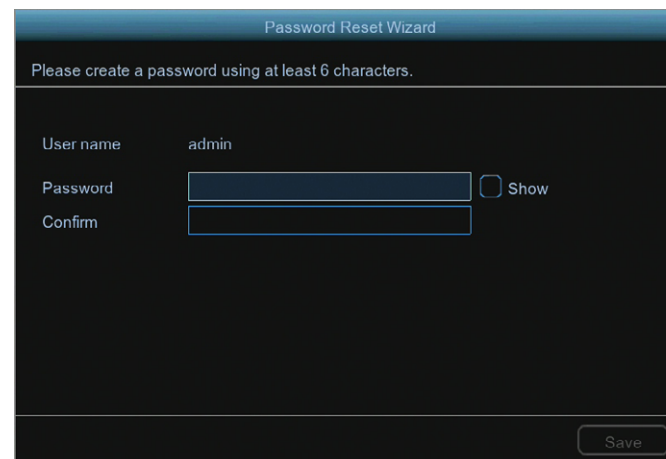 Password Reset Wizard
Please create a password using at least 6 characters.
User name admin
Password Show
Confirm
Save